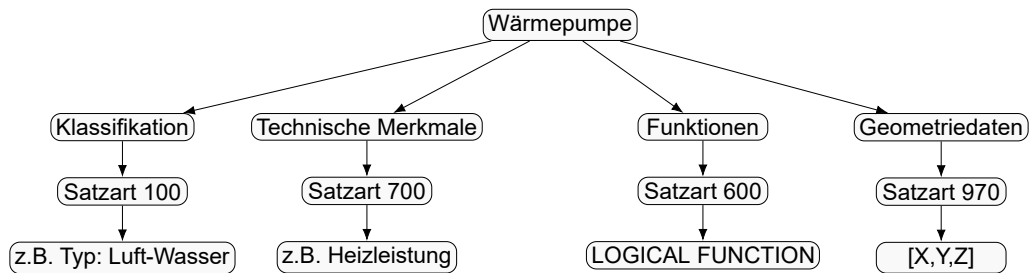 Wärmepumpe
Klassifikation
Technische Merkmale
Funktionen
Geometriedaten
Satzart 100
Satzart 700
Satzart 600
Satzart 970
z.B. Typ: Luft-Wasser
z.B. Heizleistung
LOGICAL FUNCTION
[X,Y,Z]